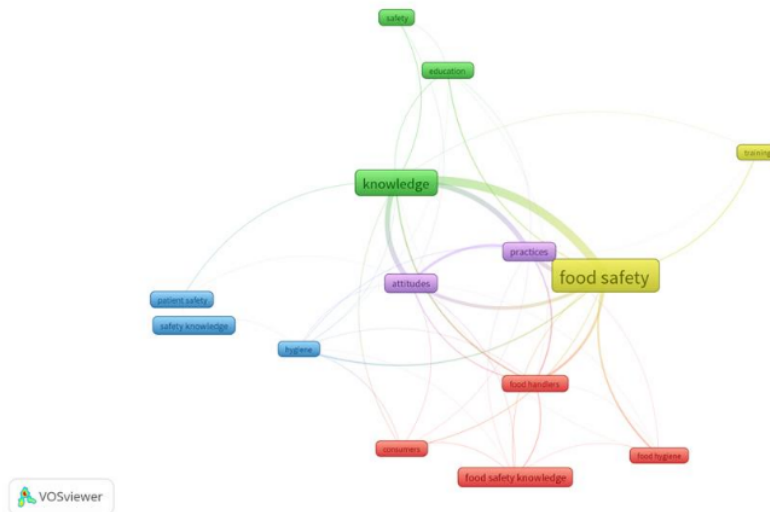 safety
education
training
knowledge
practices
food safety
attitudes
patient safety
safety knowledge
hygiene
food handlers
consumers
food hygiene
food safety knowledge
VOSviewer